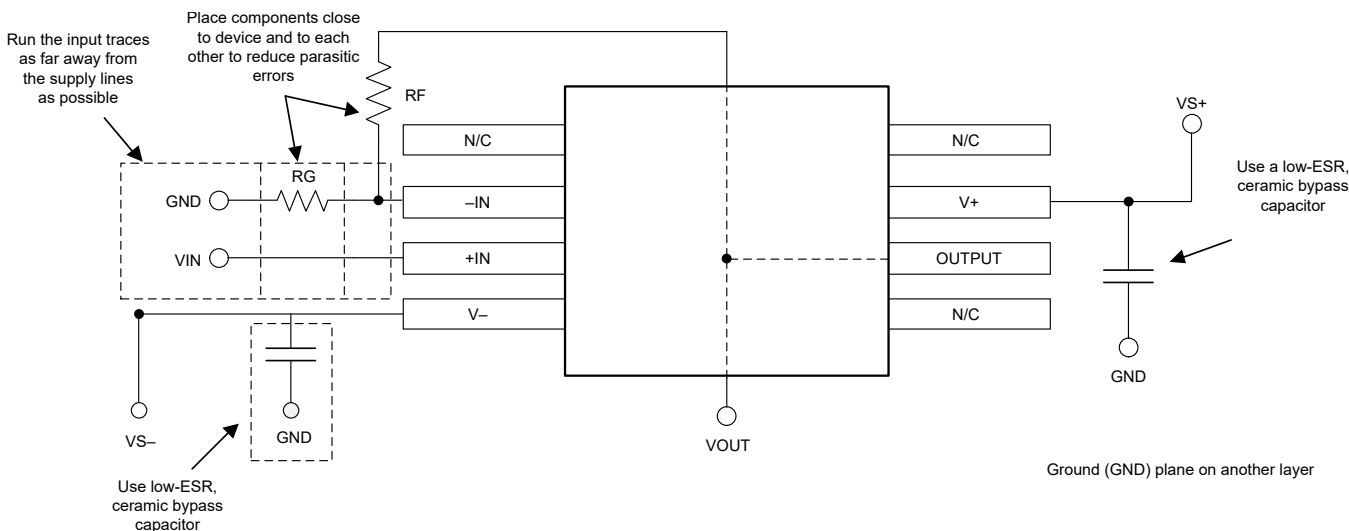 Place components close
to device and to each
other to reduce parasitic
errors
Run the input traces
as far away from
the supply lines
as possible
RF
VS+
N/C
N/C
Use a low-ESR,
ceramic bypass
capacitor
RG
GND
–IN
V+
VIN
+IN
OUTPUT
V–
N/C
GND
VS–
GND
VOUT
Ground (GND) plane on another layer
Use low-ESR,
ceramic bypass
capacitor